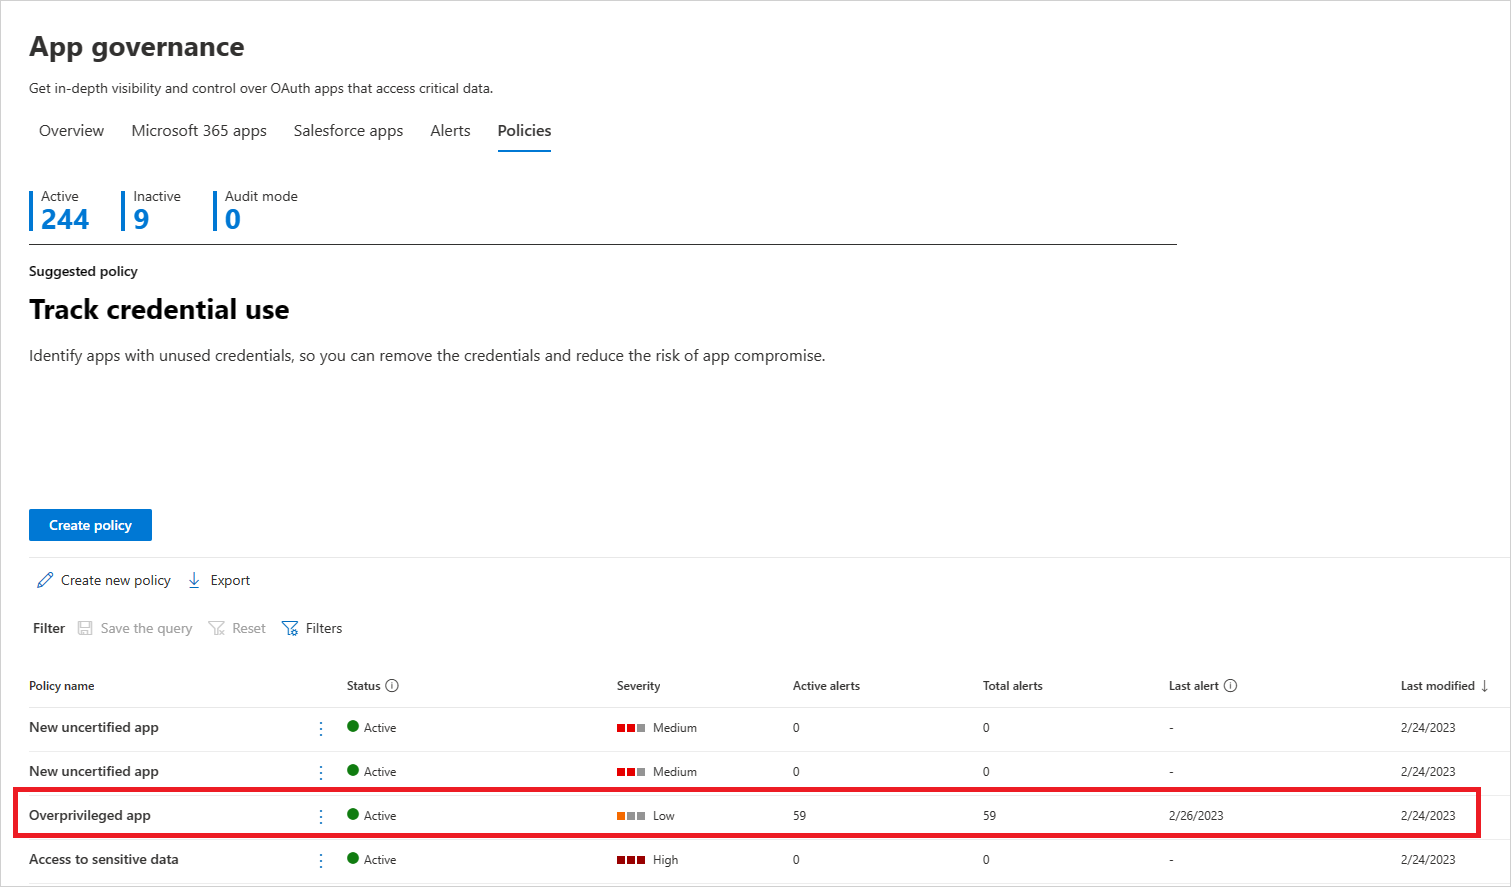 App governance
Get in-depth visibility and control over OAuth apps that access critical data.
Overview Microsoft 365 apps Salesforce apps Alerts Policies
Active Inactive Audit mode
244 9 0
Suggested policy
Track credential use
Identify apps with unused credentials, so you can remove the credentials and reduce the risk of app compromise.
Create policy
Create new policy Export
Filter Save the query Reset Filters
Policy name Status Severity Active alerts Total alerts Last alert Last modified ↓
New uncertified app Active Medium 0 0 - 2/24/2023
New uncertified app Active Medium 0 0 - 2/24/2023
Overprivileged app Active Low 59 59 2/26/2023 2/24/2023
Access to sensitive data Active High 0 0 - 2/24/2023